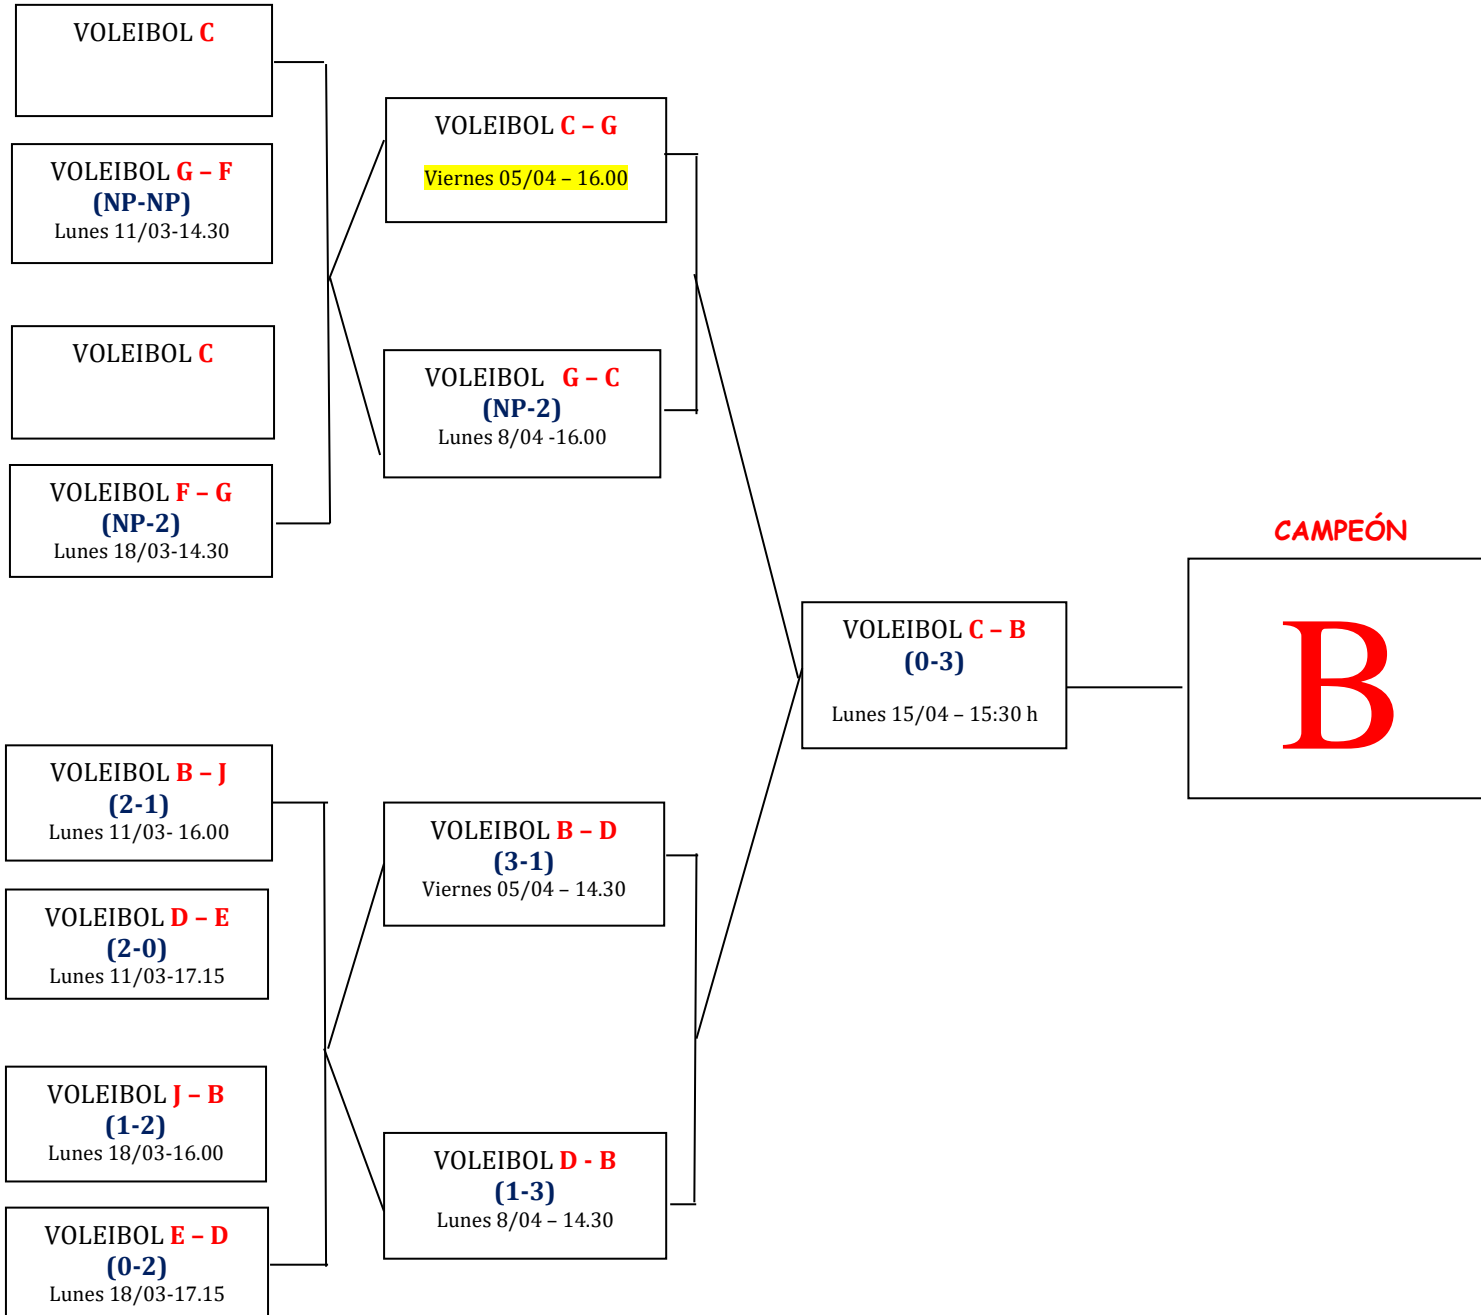 VOLEIBOL C
VOLEIBOL G – F
(NP-NP)
Lunes 11/03-14.30
VOLEIBOL C
VOLEIBOL F – G
(NP-2)
Lunes 18/03-14.30
VOLEIBOL C – G
Viernes 05/04 – 16.00
VOLEIBOL G – C
(NP-2)
Lunes 8/04 -16.00
VOLEIBOL B – J
(2-1)
Lunes 11/03- 16.00
VOLEIBOL D – E
(2-0)
Lunes 11/03-17.15
VOLEIBOL J – B
(1-2)
Lunes 18/03-16.00
VOLEIBOL E – D
(0-2)
Lunes 18/03-17.15
VOLEIBOL B – D
(3-1)
Viernes 05/04 – 14.30
VOLEIBOL D - B
(1-3)
Lunes 8/04 – 14.30
VOLEIBOL C – B
(0-3)
Lunes 15/04 – 15:30 h
CAMPEÓN
B